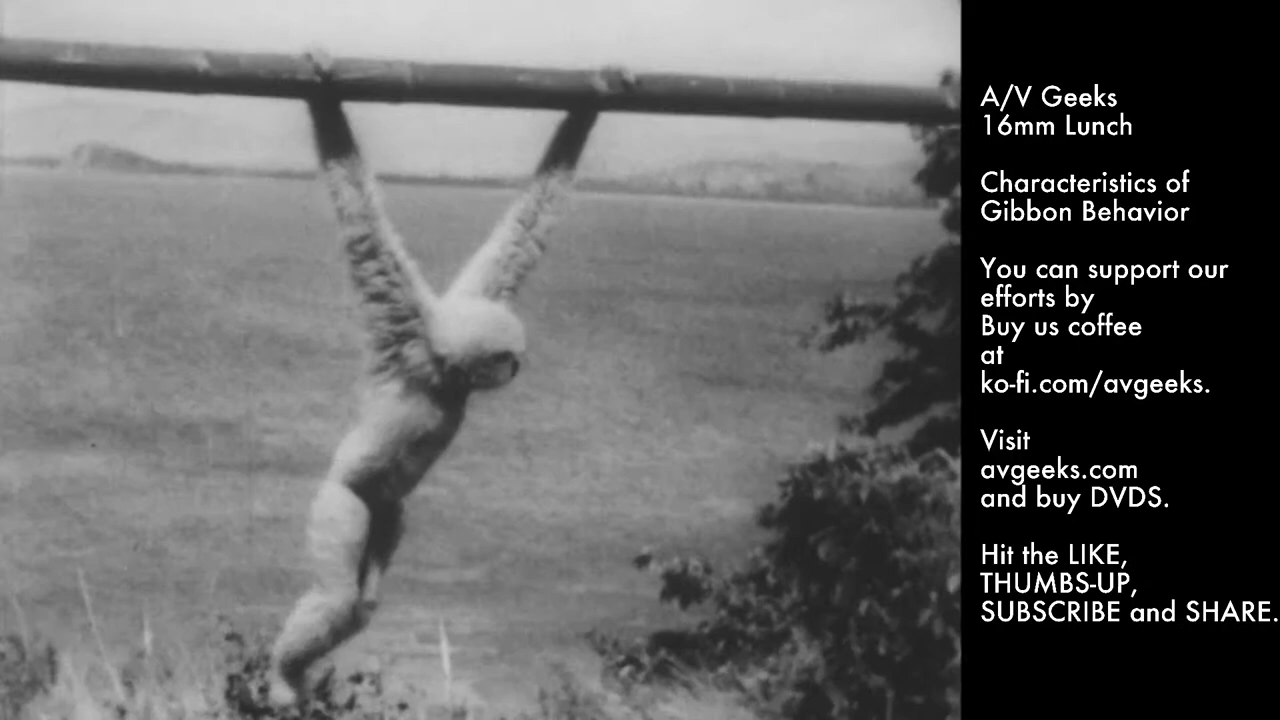 A/V Geeks
16mm Lunch
Characteristics of
Gibbon Behavior
You can support our
efforts by
Buy us coffee
at
ko-fi.com/avgeeks.
Visit
avgeeks.com
and buy DVDS.
Hit the LIKE,
THUMBS-UP,
SUBSCRIBE and SHARE.